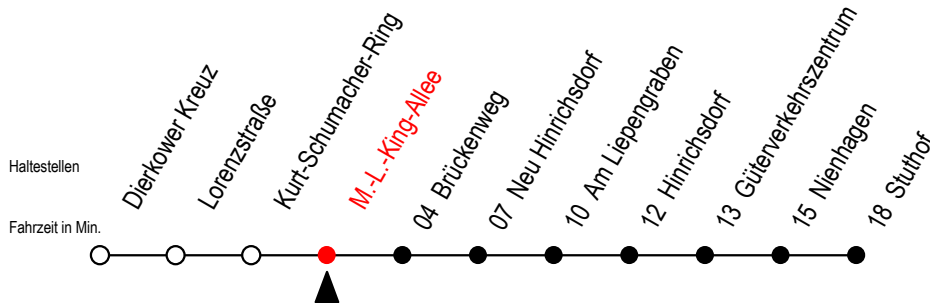 Dierkower Kreuz
Lorenzstraße
Kurt-Schumacher-Ring
M.-L.-King-Allee
04 Brückenweg
07 Neu Hinrichsdorf
10 Am Liepengraben
12 Hinrichsdorf
13 Güterverkehrszentrum
15 Nienhagen
18 Stuthof
Haltestellen
Fahrzeit in Min.